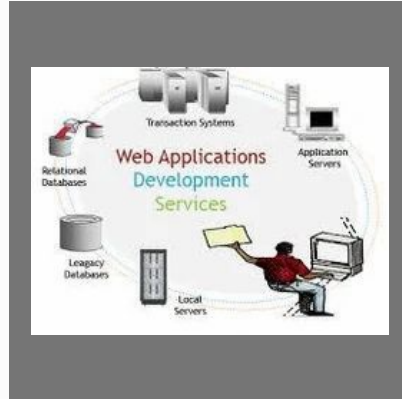 Transaction Systems
Web Applications
Development
Services
Application
Servers
Relational
Databases
Leagacy
Databases
Local
Servers